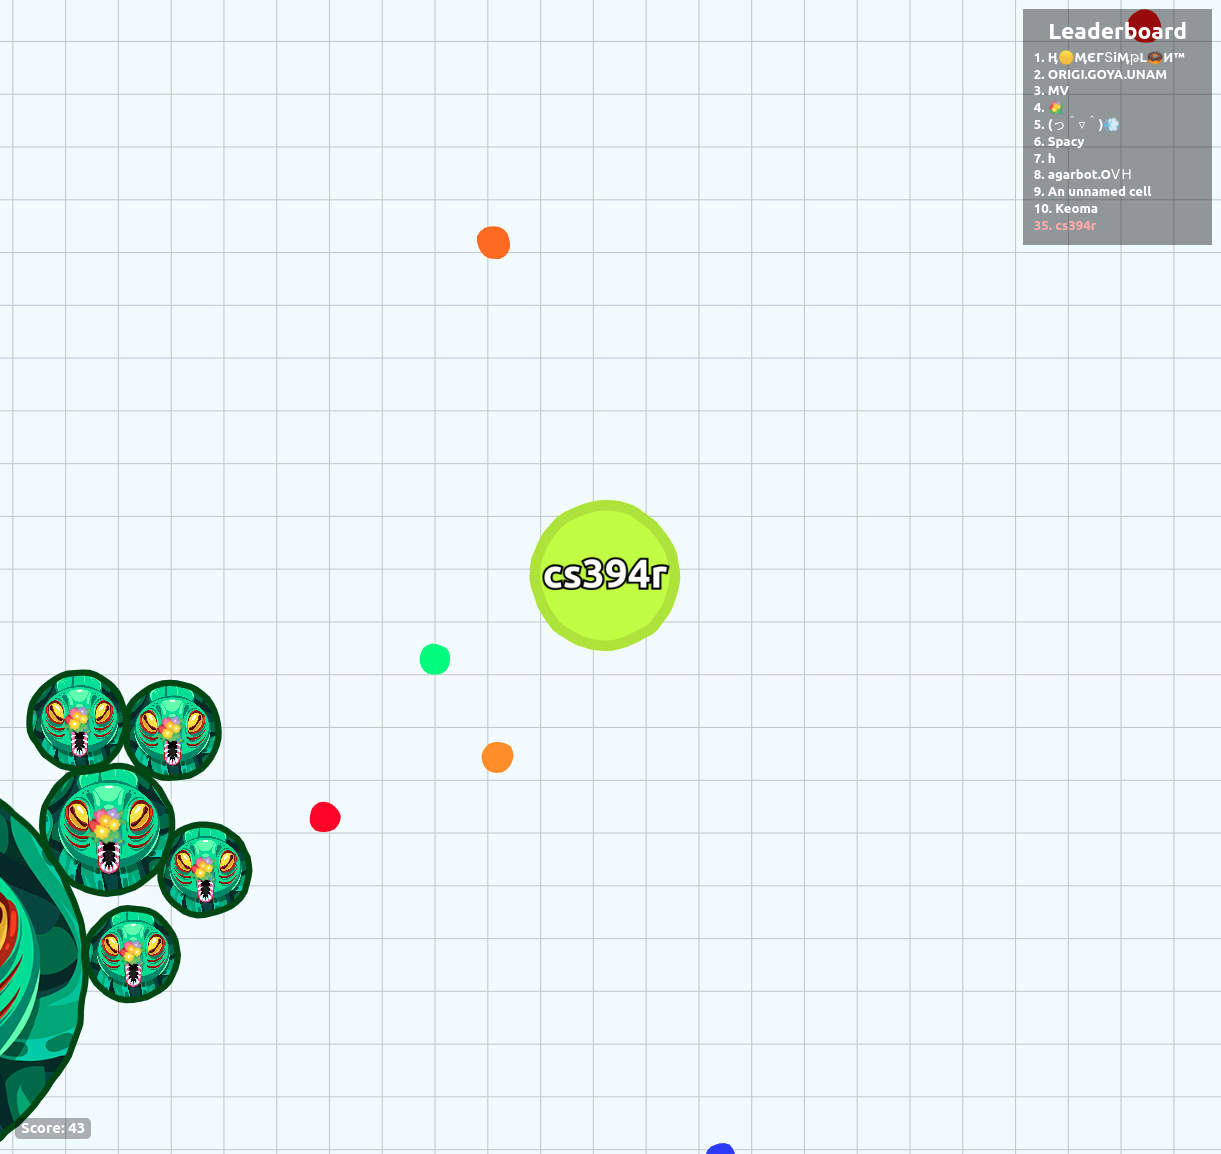 Leaderboard
1. Ң🟡ӍЄГSiӍƿL🍩И™
2. ORIGI.GOYA.UNAM
3. MV
4.
5. (っ＾▿＾)💨
6. Spacy
7. h
8. agarbot.OVH
9. An unnamed cell
10. Keoma
35. cs394r
cs394r
Score: 43